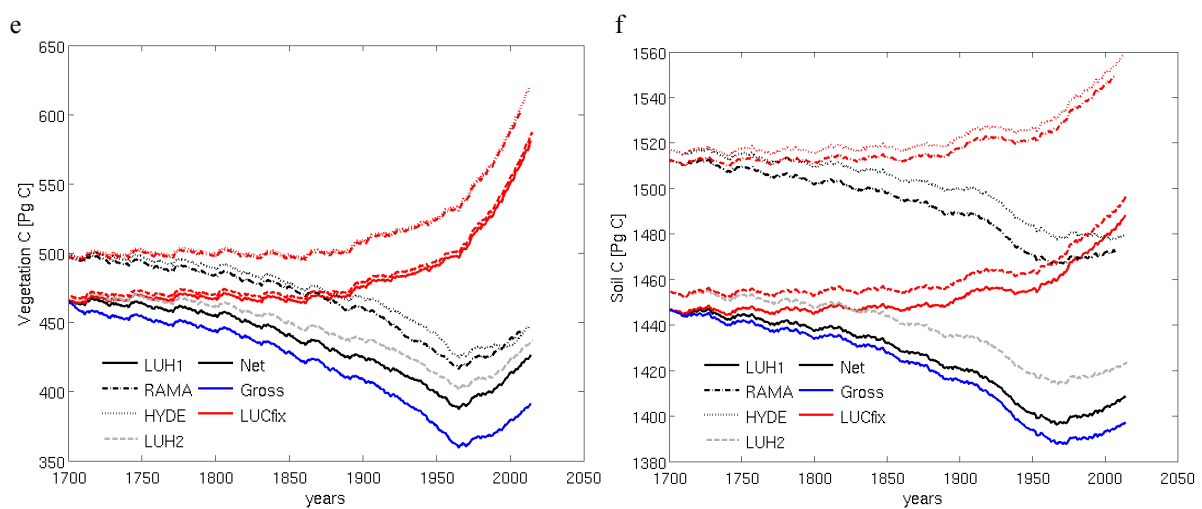 e
650
600
550
500
450
400
350
Vegetation C [Pg C]
LUH1
RAMA
HYDE
LUH2
Net
Gross
LUCfix
1700 1750 1800 1850 1900 1950 2000 2050
years
f
1560
1540
1520
1500
1480
1460
1440
1420
1400
1380
Soil C [Pg C]
LUH1
RAMA
HYDE
LUH2
Net
Gross
LUCfix
1700 1750 1800 1850 1900 1950 2000 2050
years